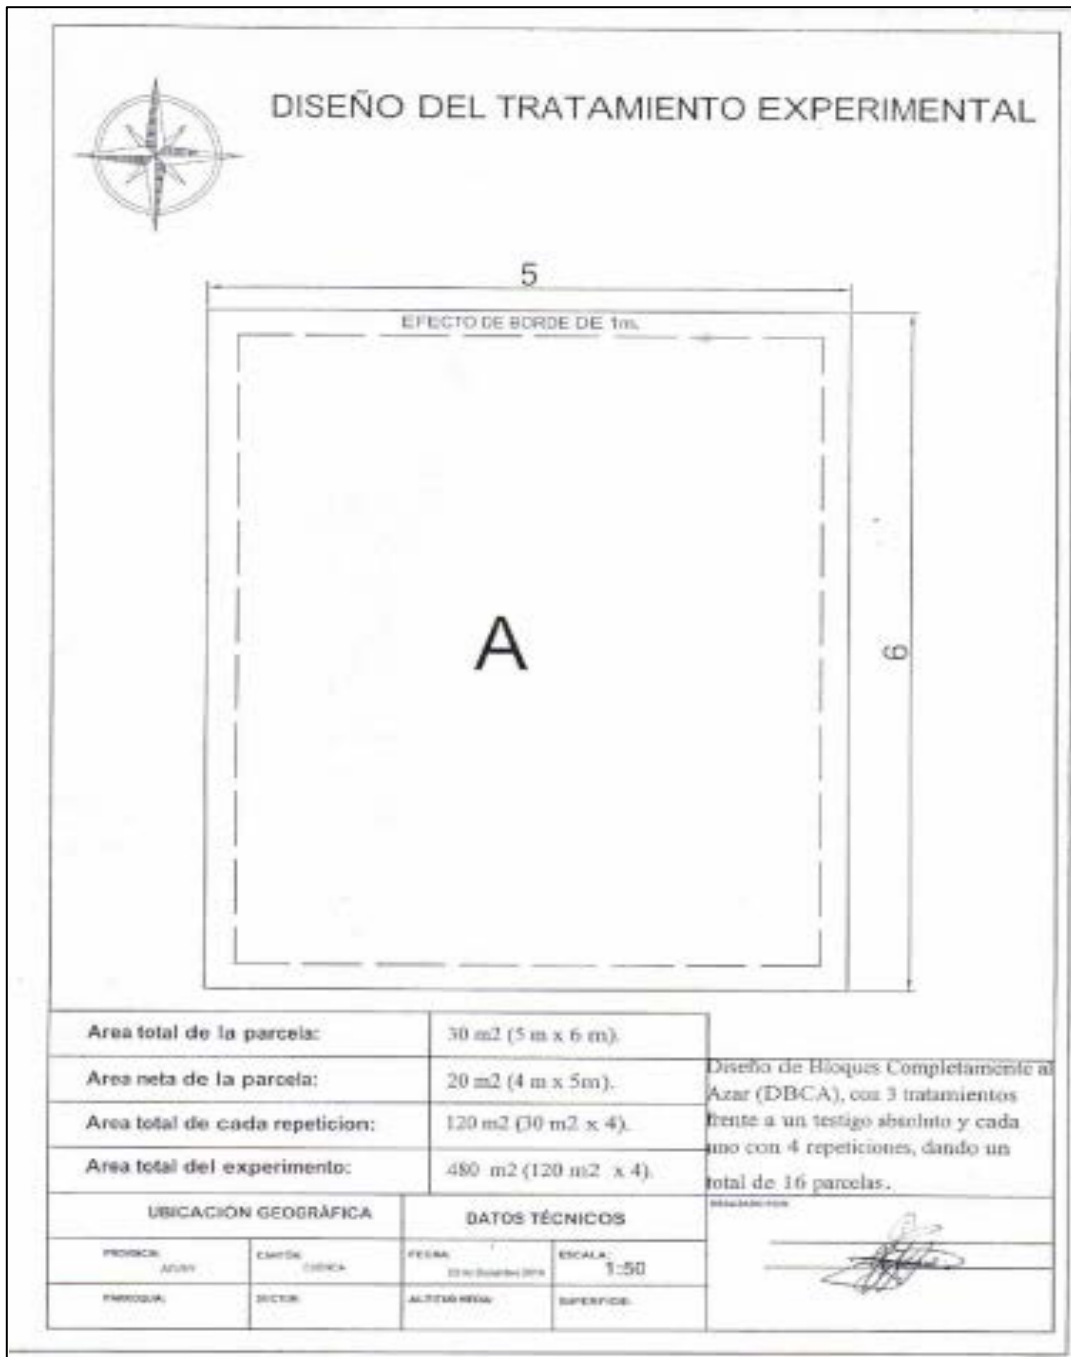 DISEÑO DEL TRATAMIENTO EXPERIMENTAL
5
EFECTO DE BORDE DE 1m.
A
6
Area total de la parcela: 30 m2 (5 m x 6 m).
Area neta de la parcela: 20 m2 (4 m x 5m).
Area total de cada repeticion: 120 m2 (30 m2 x 4).
Area total del experimento: 480 m2 (120 m2 x 4).
Diseño de Bloques Completamente al
Azar (DBCA), con 3 tratamientos
frente a un testigo absoluto y cada
uno con 4 repeticiones, dando un
total de 16 parcelas.
UBICACIÓN GEOGRÁFICA
DATOS TÉCNICOS
REALIZADO POR:
PROVINCIA: AZUAY
CANTÓN: CUENCA
FECHA:
ESCALA: 1:50
PARROQUIA:
SECTOR:
ALTITUD MEDIA:
SUPERFICIE: